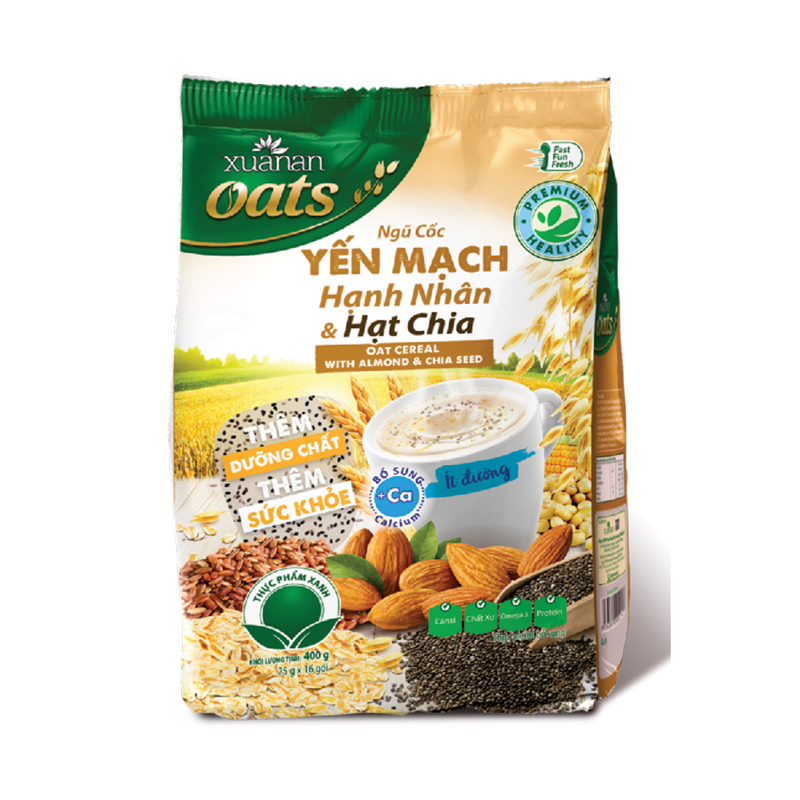 xuânan
oats
Fast
Fun
Fresh
PREMIUM
HEALTHY
Ngũ Cốc
YẾN MẠCH
Hạnh Nhân
& Hạt Chia
OAT CEREAL
WITH ALMOND & CHIA SEED
THÊM
DƯỠNG CHẤT
THÊM
SỨC KHỎE
BỔ SUNG
+Ca
Calcium
Ít đường
THỰC PHẨM XANH
Canxi
Chất Xơ
Omega 3
Protein
KHỐI LƯỢNG TỊNH: 400 g
25 g x 16 gói